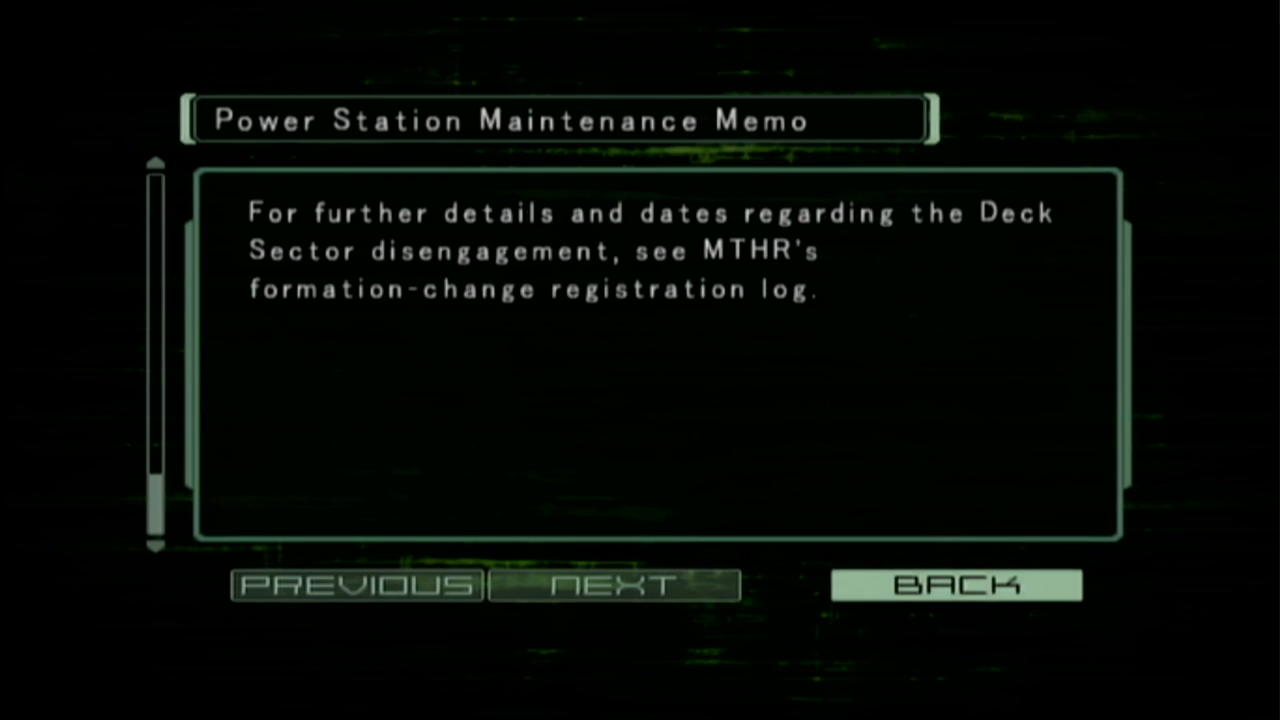 Power Station Maintenance Memo
For further details and dates regarding the Deck
Sector disengagement, see MTHR's
formation-change registration log.
PREVIOUS NEXT BACK